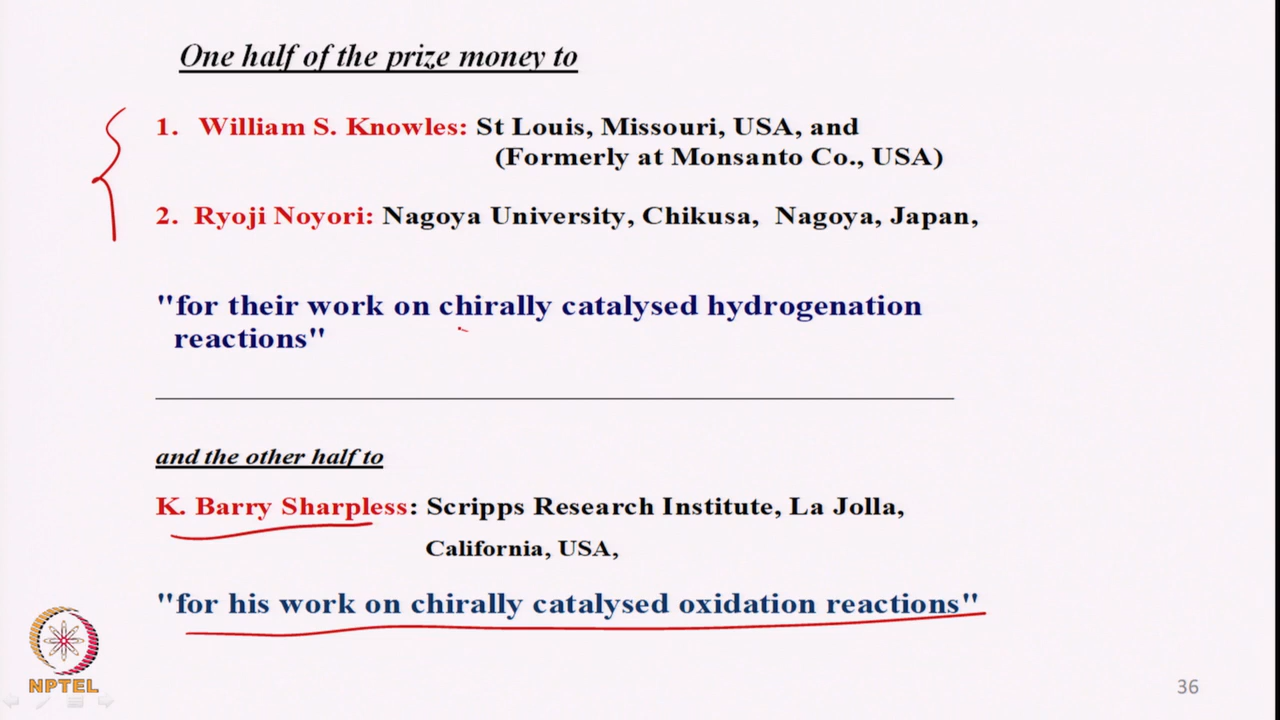 One half of the prize money to
1. William S. Knowles: St Louis, Missouri, USA, and
(Formerly at Monsanto Co., USA)
2. Ryoji Noyori: Nagoya University, Chikusa, Nagoya, Japan,
"for their work on chirally catalysed hydrogenation
reactions"
and the other half to
K. Barry Sharpless: Scripps Research Institute, La Jolla,
California, USA,
"for his work on chirally catalysed oxidation reactions"
NPTEL
36